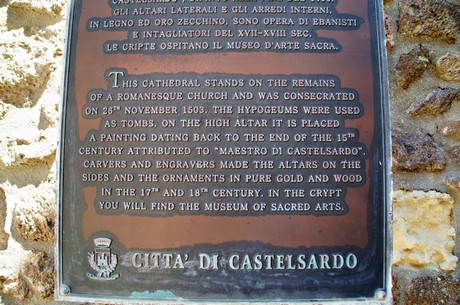 GLI ALTARI LATERALI E GLI ARREDI INTERNI,
IN LEGNO ED ORO ZECCHINO, SONO OPERA DI EBANISTI
E INTAGLIATORI DEL XVII-XVIII SEC.
LE CRIPTE OSPITANO IL MUSEO D'ARTE SACRA.
THIS CATHEDRAL STANDS ON THE REMAINS
OF A ROMANESQUE CHURCH AND WAS CONSECRATED
ON 26TH NOVEMBER 1503. THE HYPOGEUMS WERE USED
AS TOMBS. ON THE HIGH ALTAR IT IS PLACED
A PAINTING DATING BACK TO THE END OF THE 15TH
CENTURY ATTRIBUTED TO "MAESTRO DI CASTELSARDO".
CARVERS AND ENGRAVERS MADE THE ALTARS ON THE
SIDES AND THE ORNAMENTS IN PURE GOLD AND WOOD
IN THE 17TH AND 18TH CENTURY. IN THE CRYPT
YOU WILL FIND THE MUSEUM OF SACRED ARTS.
CITTA' DI CASTELSARDO